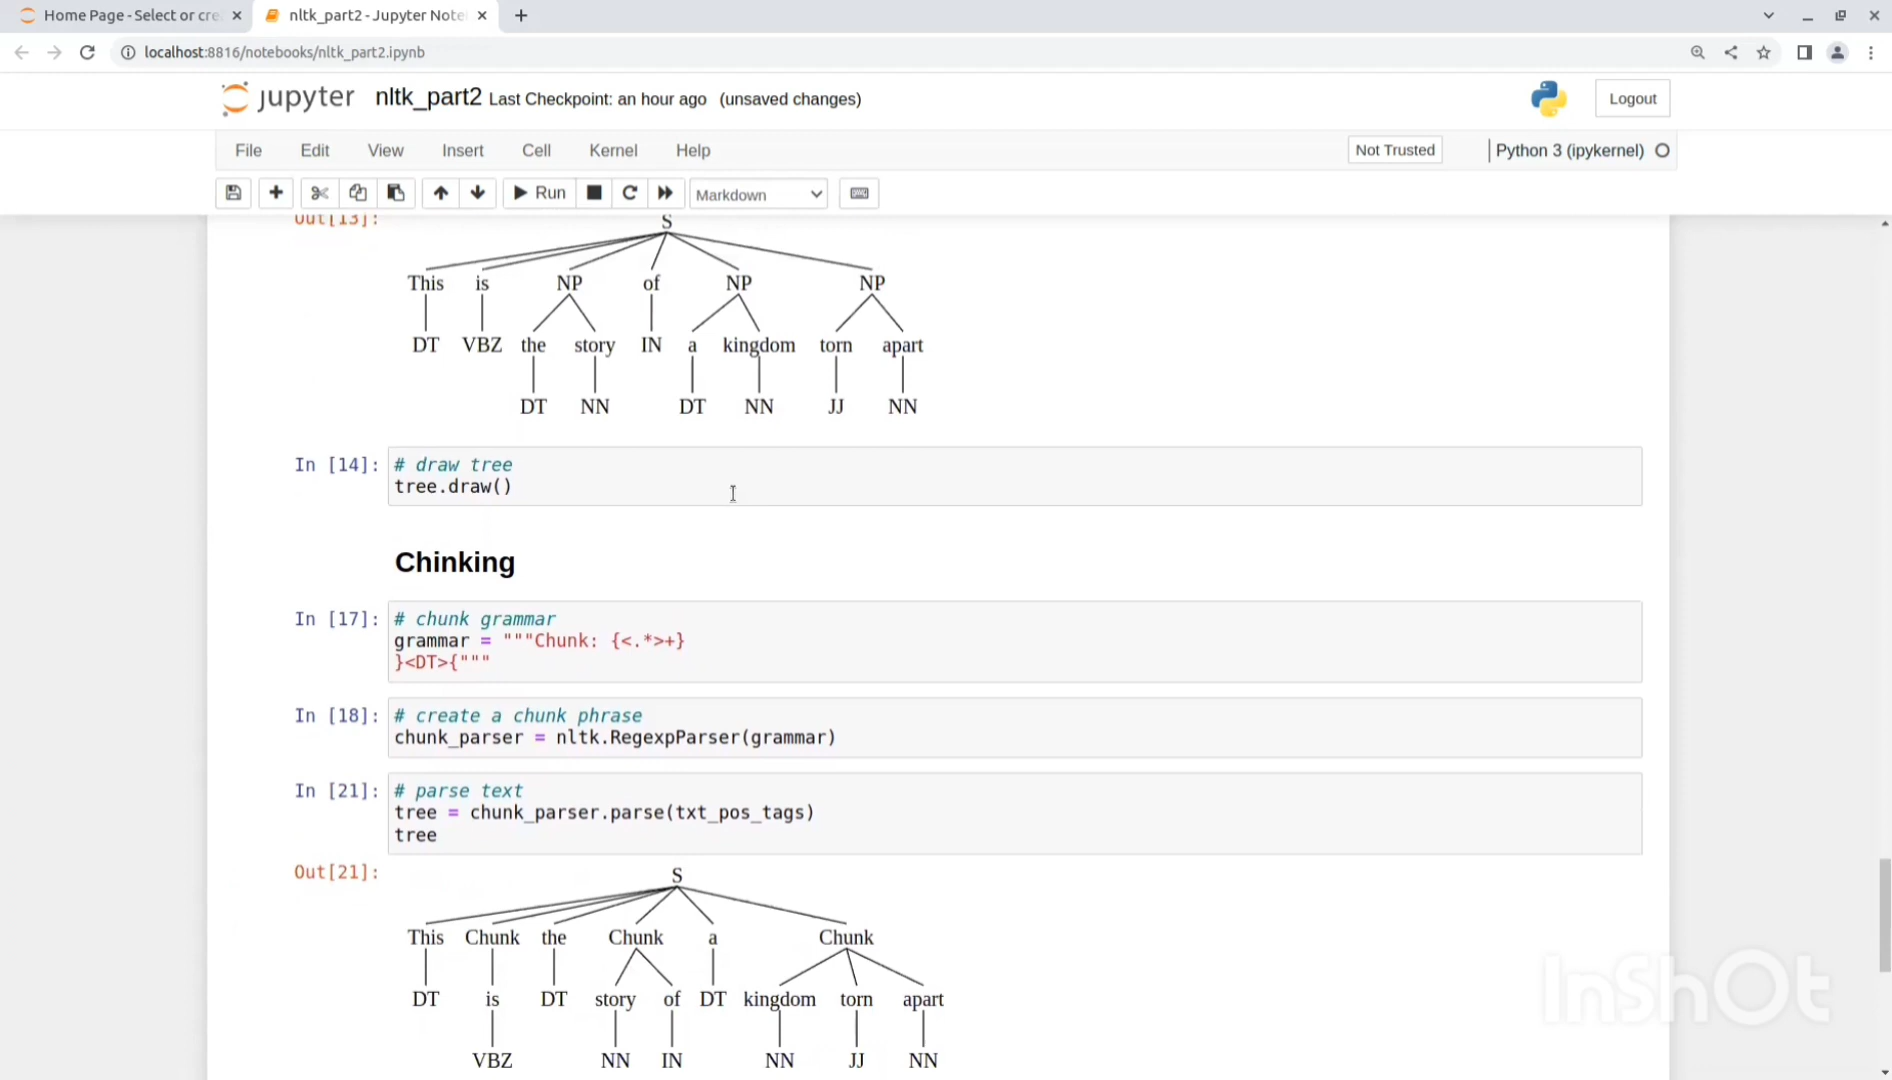 Home Page - Select or cre
nltk_part2 - Jupyter Note
localhost:8816/notebooks/nltk_part2.ipynb
jupyter nltk_part2 Last Checkpoint: an hour ago (unsaved changes)
Logout
File Edit View Insert Cell Kernel Help
Not Trusted
Python 3 (ipykernel)
Run
Markdown
Out[13]:
S
This is NP of NP NP
DT VBZ the story IN a kingdom torn apart
DT NN DT NN JJ NN
In [14]: # draw tree
tree.draw()
Chinking
In [17]: # chunk grammar
grammar = """Chunk: {<.*>+}
}<DT>{"""
In [18]: # create a chunk phrase
chunk_parser = nltk.RegexpParser(grammar)
In [21]: # parse text
tree = chunk_parser.parse(txt_pos_tags)
tree
Out[21]:
S
This Chunk the Chunk a Chunk
DT is DT story of DT kingdom torn apart
VBZ NN IN NN JJ NN
InShOt